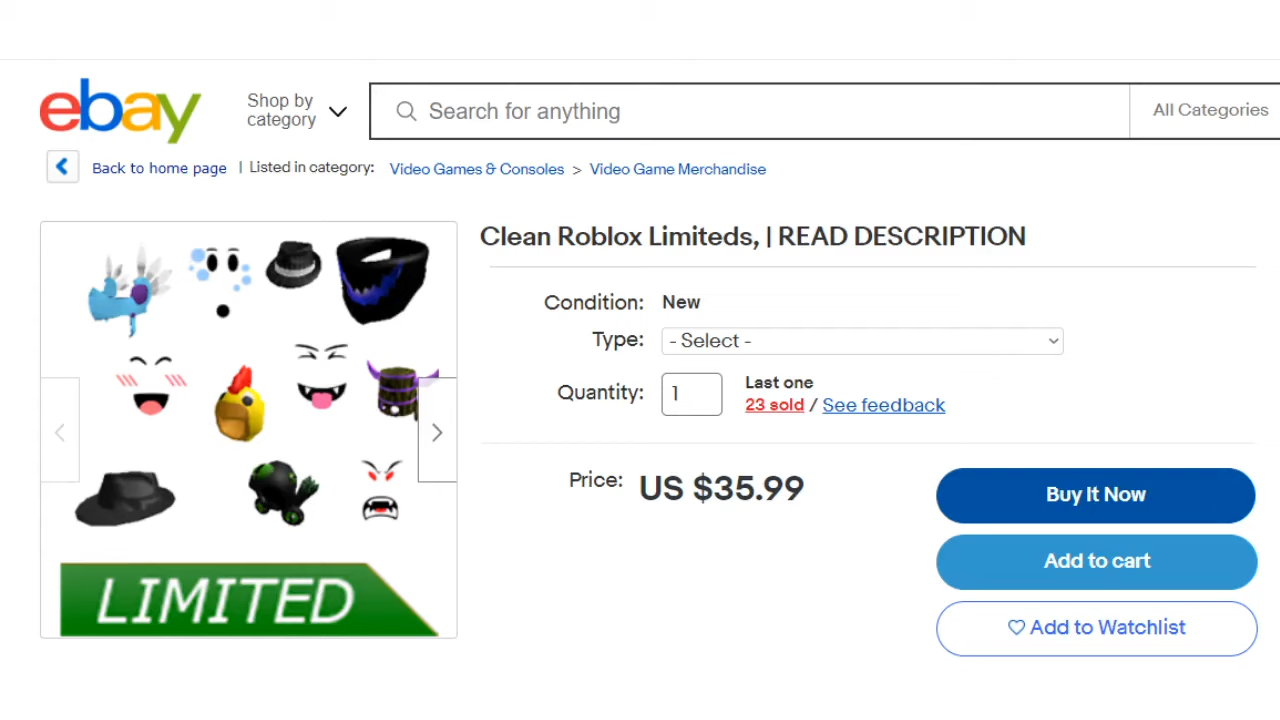 ebay
Shop by
category
Search for anything
All Categories
Back to home page | Listed in category: Video Games & Consoles > Video Game Merchandise
Clean Roblox Limiteds, | READ DESCRIPTION
Condition: New
Type: - Select -
Quantity: 1
Last one
23 sold / See feedback
Price: US $35.99
Buy It Now
Add to cart
Add to Watchlist
LIMITED